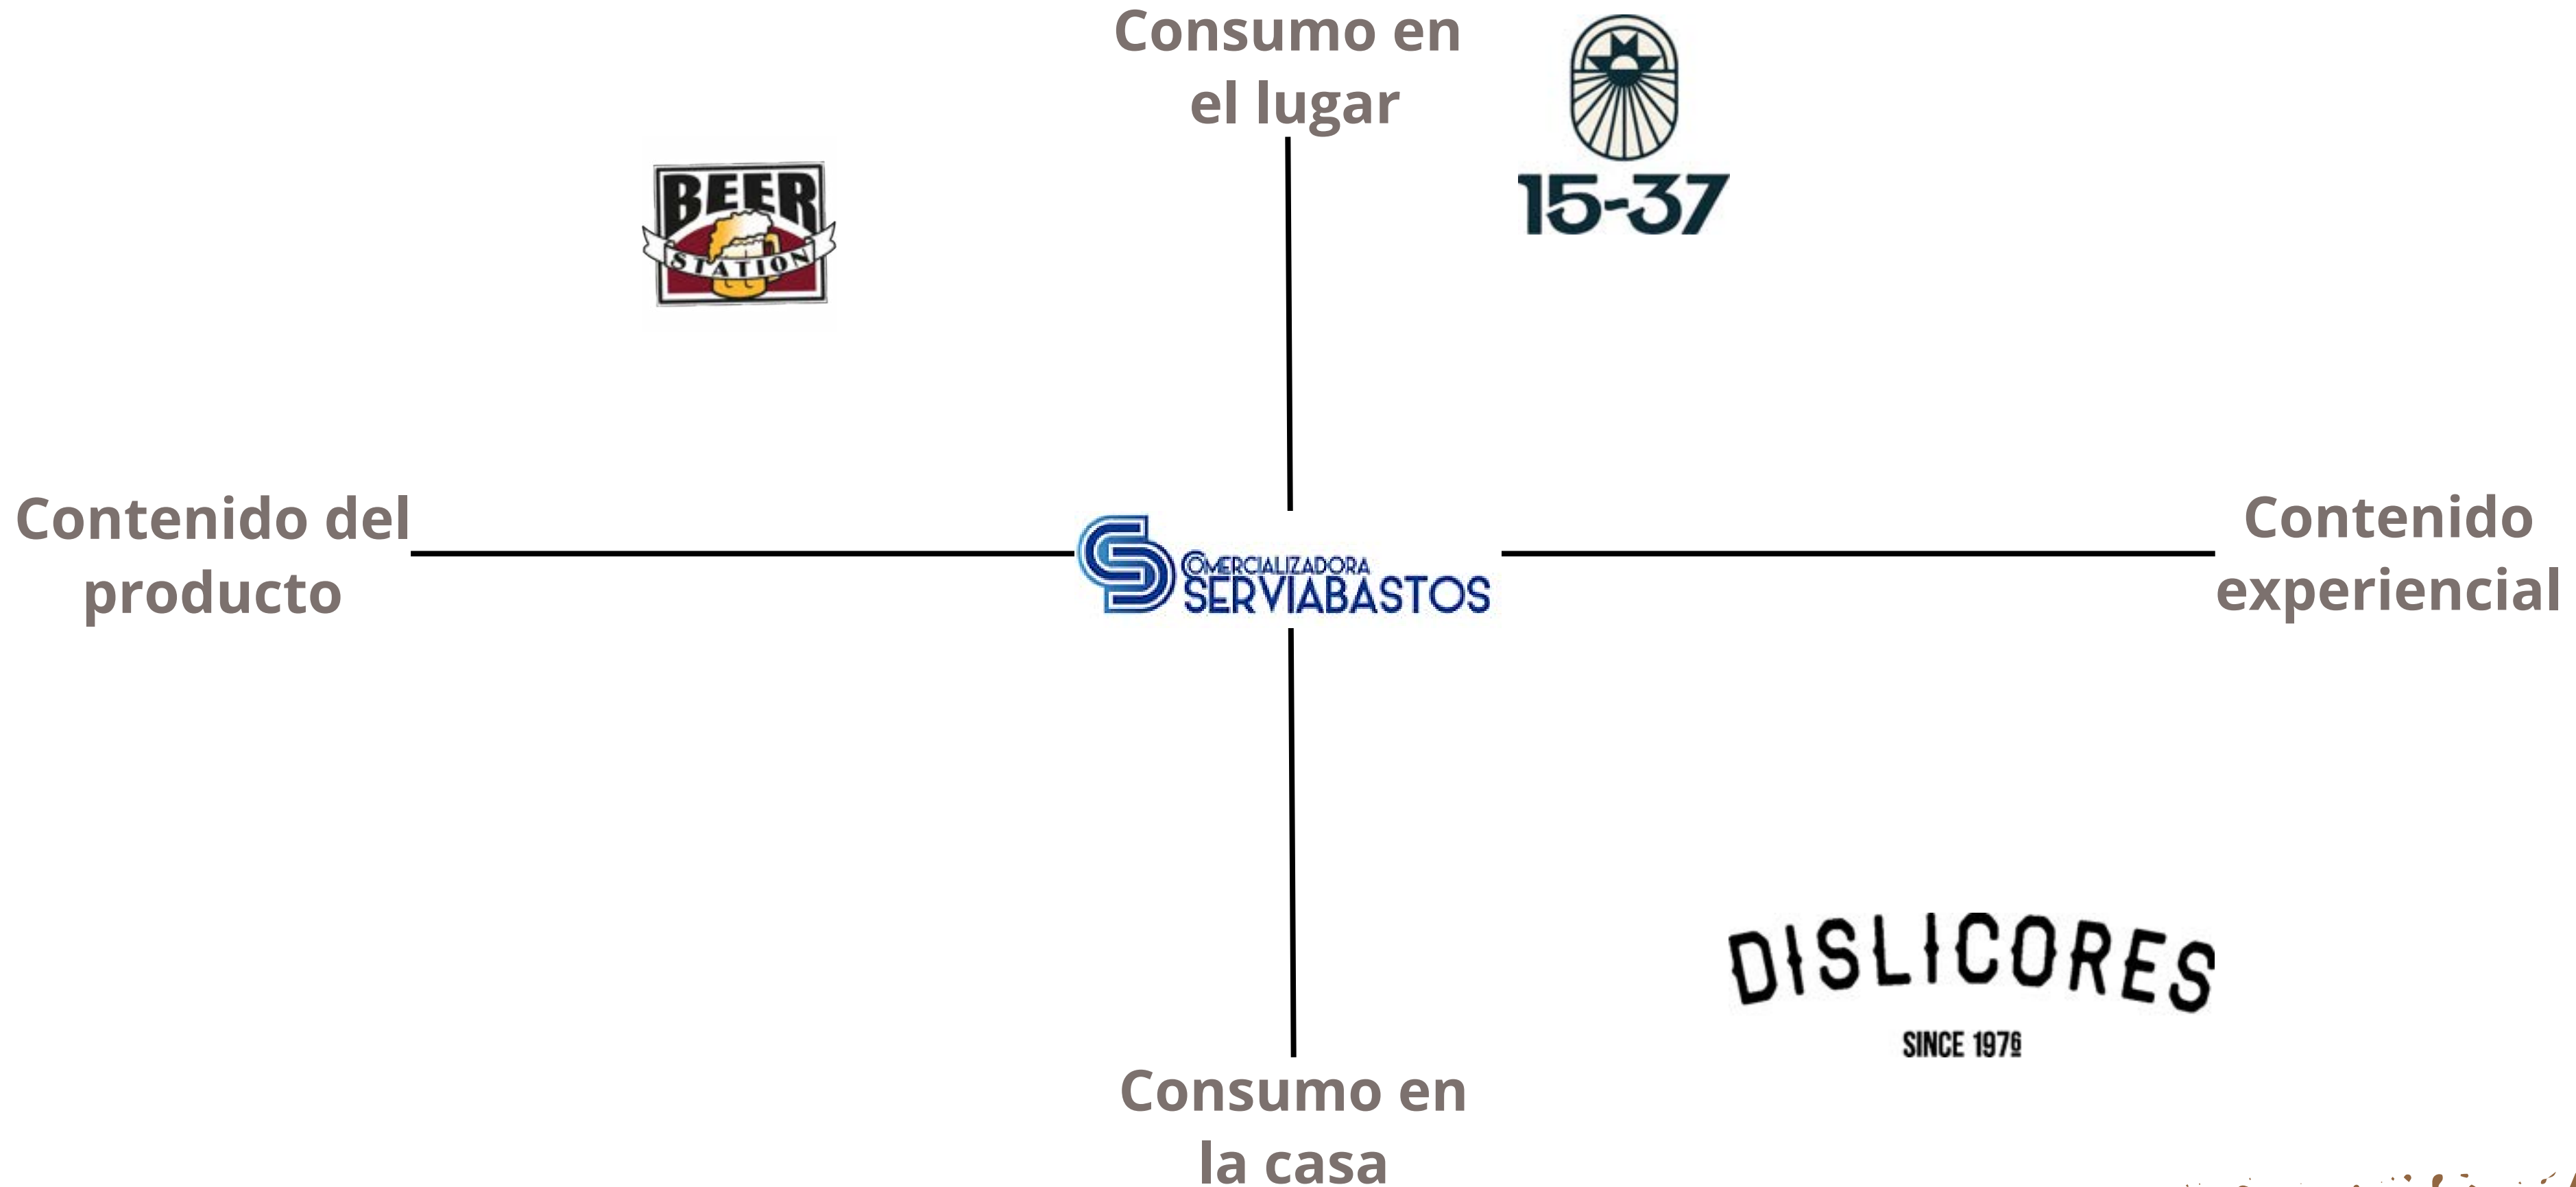 Consumo en
el lugar
BEER
STATION
15-37
Contenido del
producto
COMERCIALIZADORA
SERVIABASTOS
Contenido
experiencial
DISLICORES
SINCE 1976
Consumo en
la casa